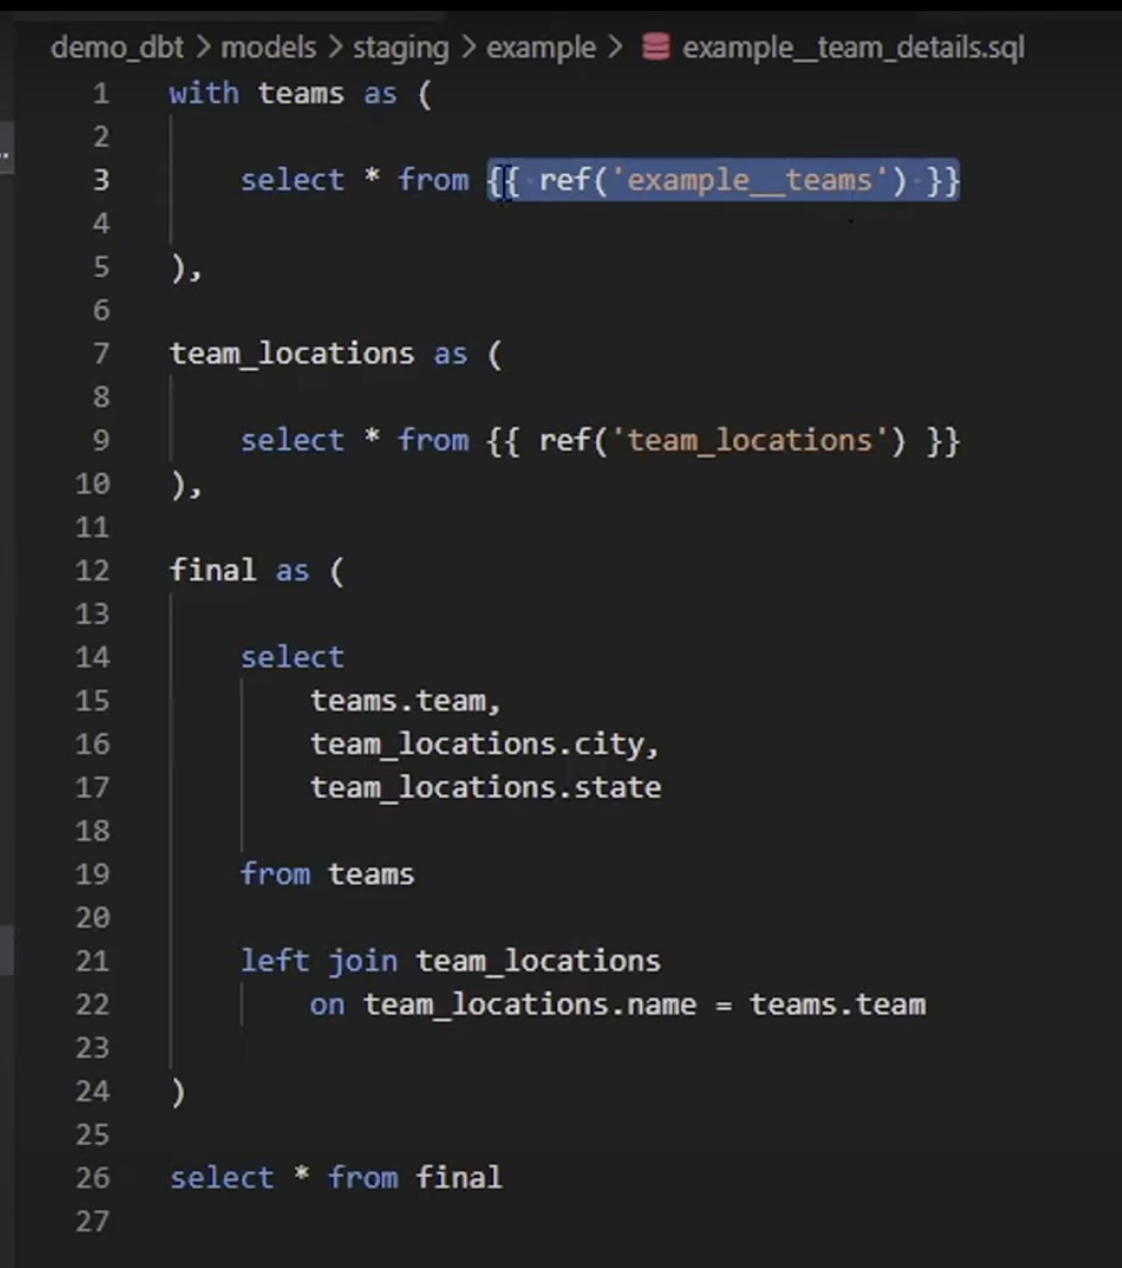 demo_dbt > models > staging > example > example__team_details.sql
1 with teams as (
2
3 select * from {{ ref('example__teams') }}
4
5 ),
6
7 team_locations as (
8
9 select * from {{ ref('team_locations') }}
10 ),
11
12 final as (
13
14 select
15 teams.team,
16 team_locations.city,
17 team_locations.state
18
19 from teams
20
21 left join team_locations
22 on team_locations.name = teams.team
23
24 )
25
26 select * from final
27